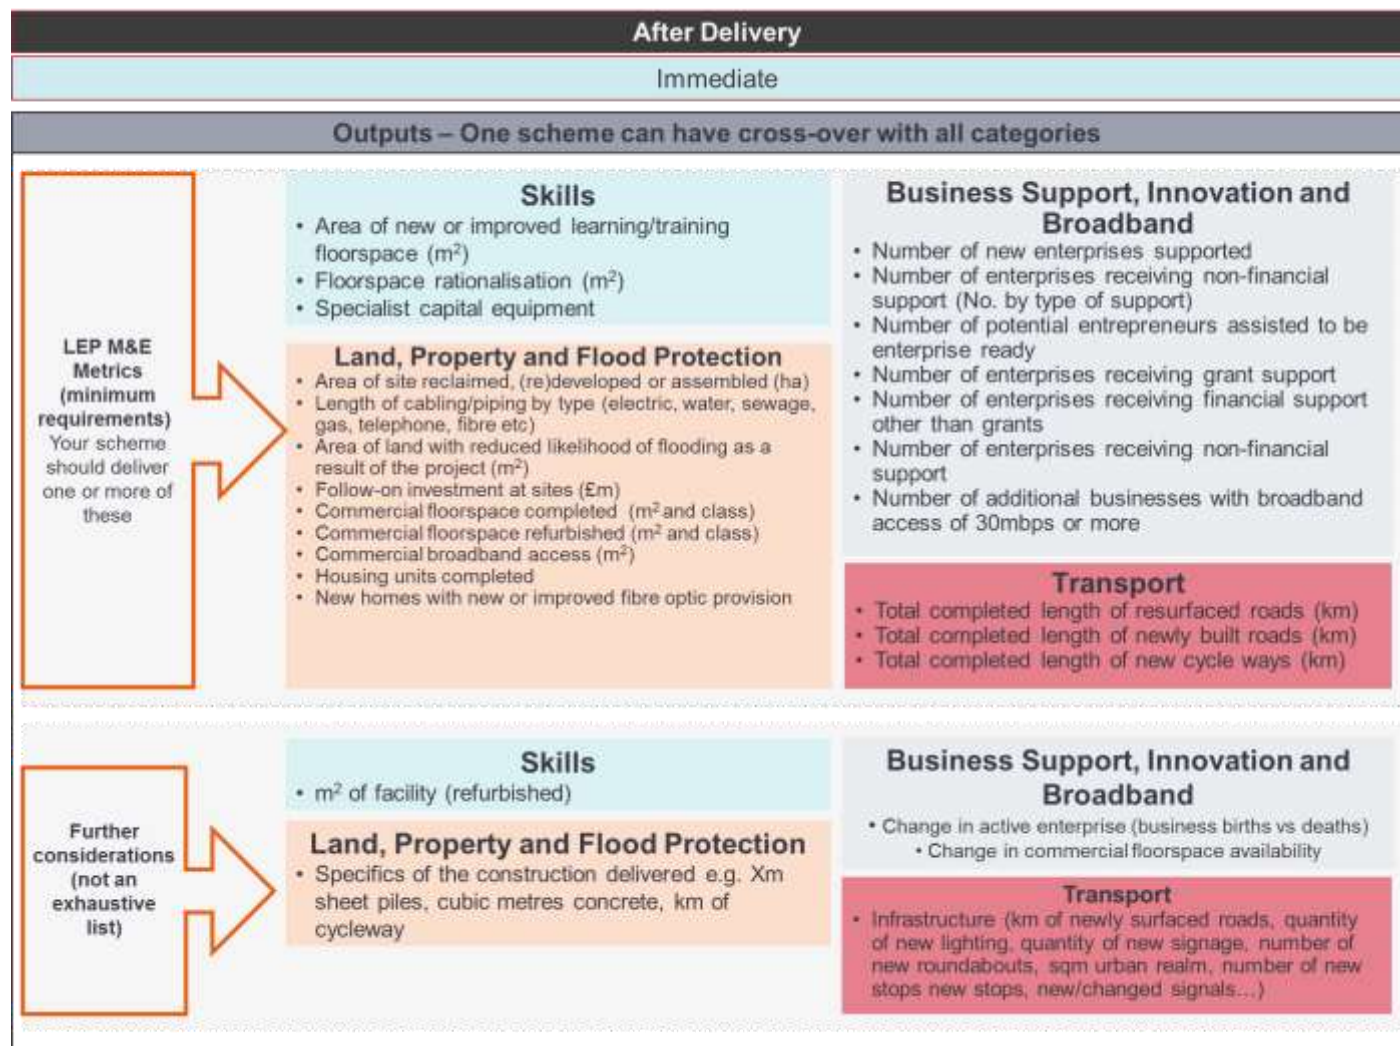 After Delivery
Immediate
Outputs – One scheme can have cross-over with all categories
LEP M&E
Metrics
(minimum
requirements)
Your scheme
should deliver
one or more of
these
Skills
• Area of new or improved learning/training
floorspace (m²)
• Floorspace rationalisation (m²)
• Specialist capital equipment
Land, Property and Flood Protection
• Area of site reclaimed, (re)developed or assembled (ha)
• Length of cabling/piping by type (electric, water, sewage,
gas, telephone, fibre etc)
• Area of land with reduced likelihood of flooding as a
result of the project (m²)
• Follow-on investment at sites (£m)
• Commercial floorspace completed (m² and class)
• Commercial floorspace refurbished (m² and class)
• Commercial broadband access (m²)
• Housing units completed
• New homes with new or improved fibre optic provision
Business Support, Innovation and
Broadband
• Number of new enterprises supported
• Number of enterprises receiving non-financial
support (No. by type of support)
• Number of potential entrepreneurs assisted to be
enterprise ready
• Number of enterprises receiving grant support
• Number of enterprises receiving financial support
other than grants
• Number of enterprises receiving non-financial
support
• Number of additional businesses with broadband
access of 30mbps or more
Transport
• Total completed length of resurfaced roads (km)
• Total completed length of newly built roads (km)
• Total completed length of new cycle ways (km)
Further
considerations
(not an
exhaustive
list)
Skills
• m² of facility (refurbished)
Land, Property and Flood Protection
• Specifics of the construction delivered e.g. Xm
sheet piles, cubic metres concrete, km of
cycleway
Business Support, Innovation and
Broadband
• Change in active enterprise (business births vs deaths)
• Change in commercial floorspace availability
Transport
• Infrastructure (km of newly surfaced roads, quantity
of new lighting, quantity of new signage, number of
new roundabouts, sqm urban realm, number of new
stops new stops, new/changed signals…)